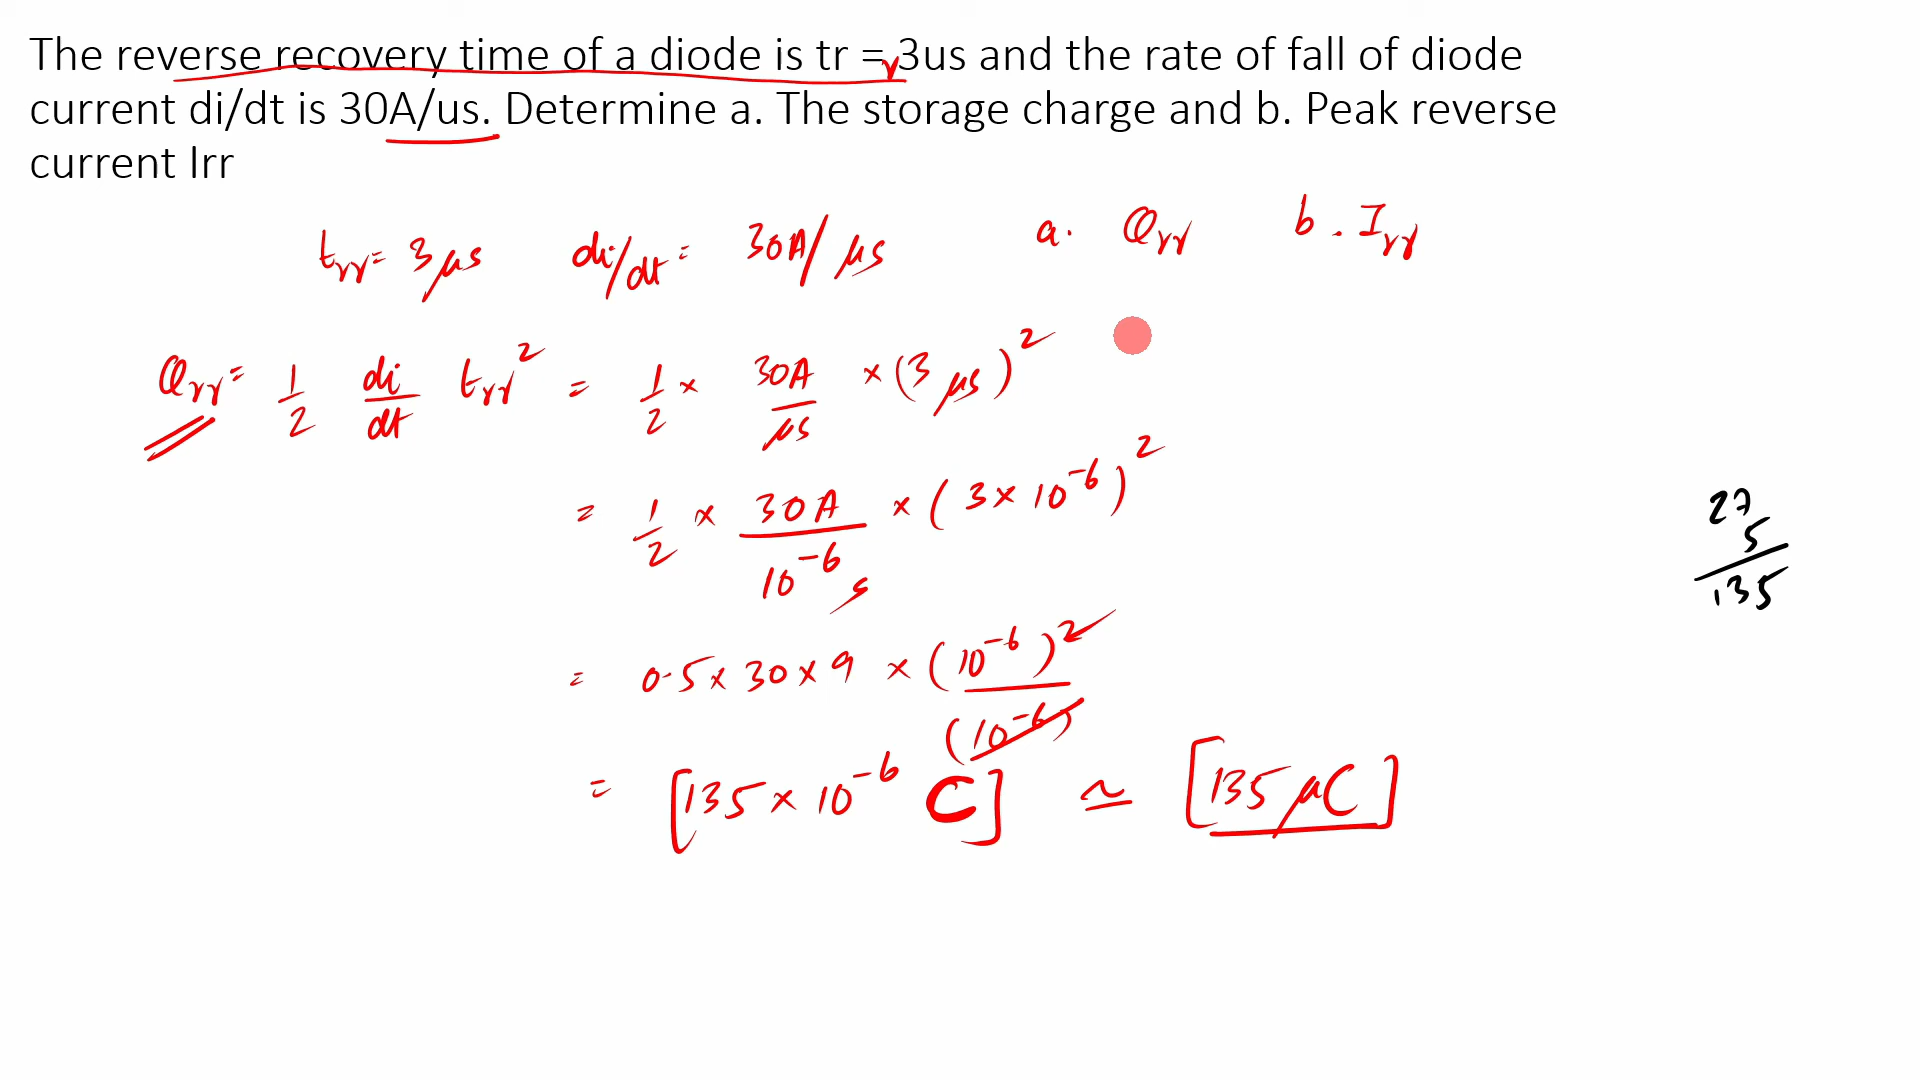 The reverse recovery time of a diode is tr = 3us and the rate of fall of diode
current di/dt is 30A/us. Determine a. The storage charge and b. Peak reverse
current Irr
trr = 3 μs di/dt = 30A/μs a. Qrr b. Irr
Qrr = 1/2 di/dt trr² = 1/2 × 30A/μs × (3 μs)²
= 1/2 × 30A/10⁻⁶ s × (3 × 10⁻⁶)²
27
5
135
= 0.5 × 30 × 9 × (10⁻⁶)²/(10⁻⁶)
= [135 × 10⁻⁶ C] ≃ [135 μC]